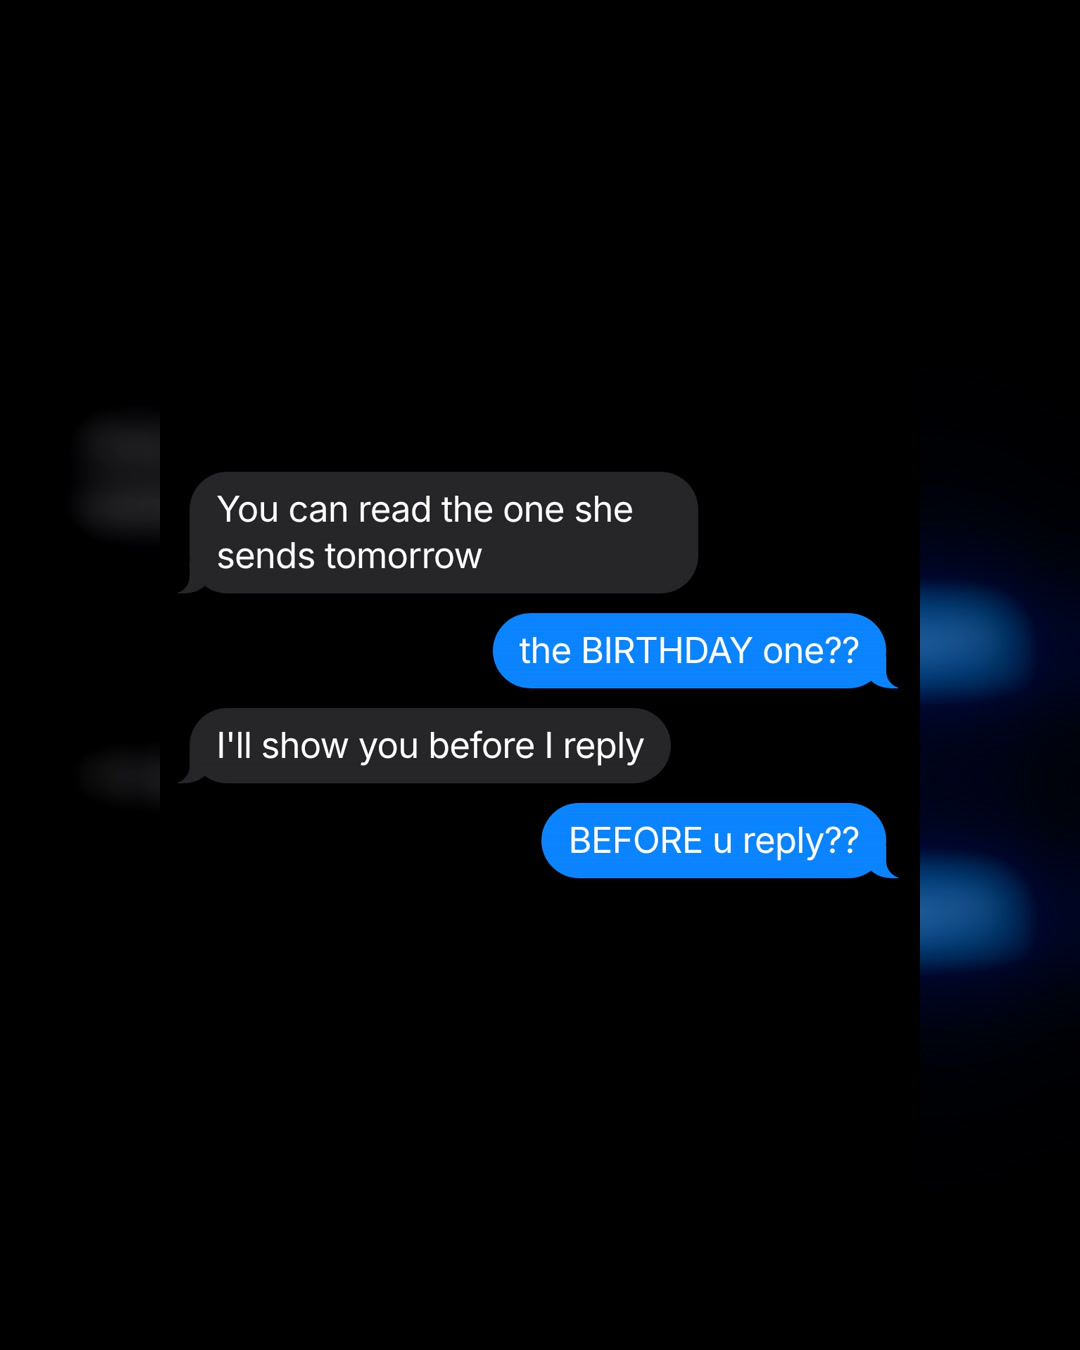 You can read the one she
sends tomorrow
the BIRTHDAY one??
I'll show you before I reply
BEFORE u reply??